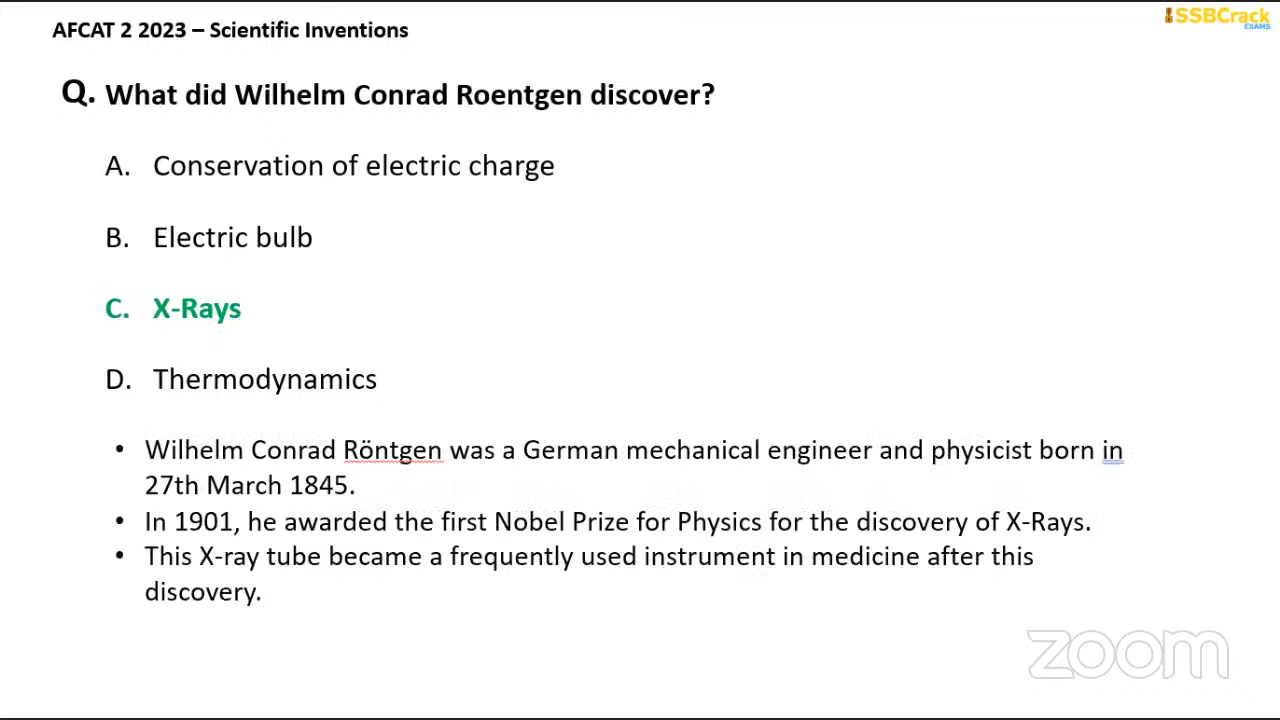 AFCAT 2 2023 – Scientific Inventions
SSBCrack
EXAMS
Q. What did Wilhelm Conrad Roentgen discover?
A. Conservation of electric charge
B. Electric bulb
C. X-Rays
D. Thermodynamics
• Wilhelm Conrad Röntgen was a German mechanical engineer and physicist born in
27th March 1845.
• In 1901, he awarded the first Nobel Prize for Physics for the discovery of X-Rays.
• This X-ray tube became a frequently used instrument in medicine after this
discovery.
zoom